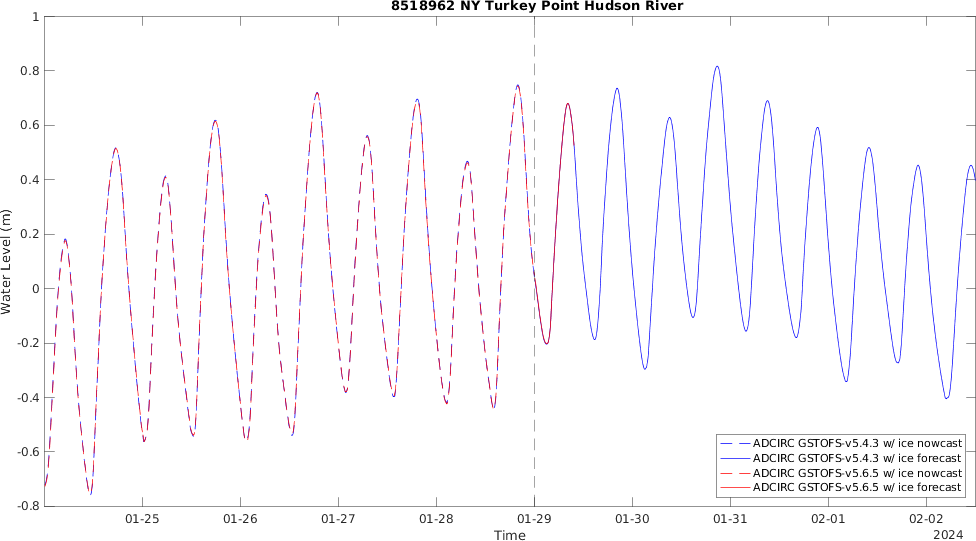 8518962 NY Turkey Point Hudson River
Water Level (m)
1
0.8
0.6
0.4
0.2
0
-0.2
-0.4
-0.6
-0.8
01-25
01-26
01-27
01-28
01-29
01-30
01-31
02-01
02-02
Time
2024
ADCIRC GSTOFS-v5.4.3 w/ ice nowcast
ADCIRC GSTOFS-v5.4.3 w/ ice forecast
ADCIRC GSTOFS-v5.6.5 w/ ice nowcast
ADCIRC GSTOFS-v5.6.5 w/ ice forecast